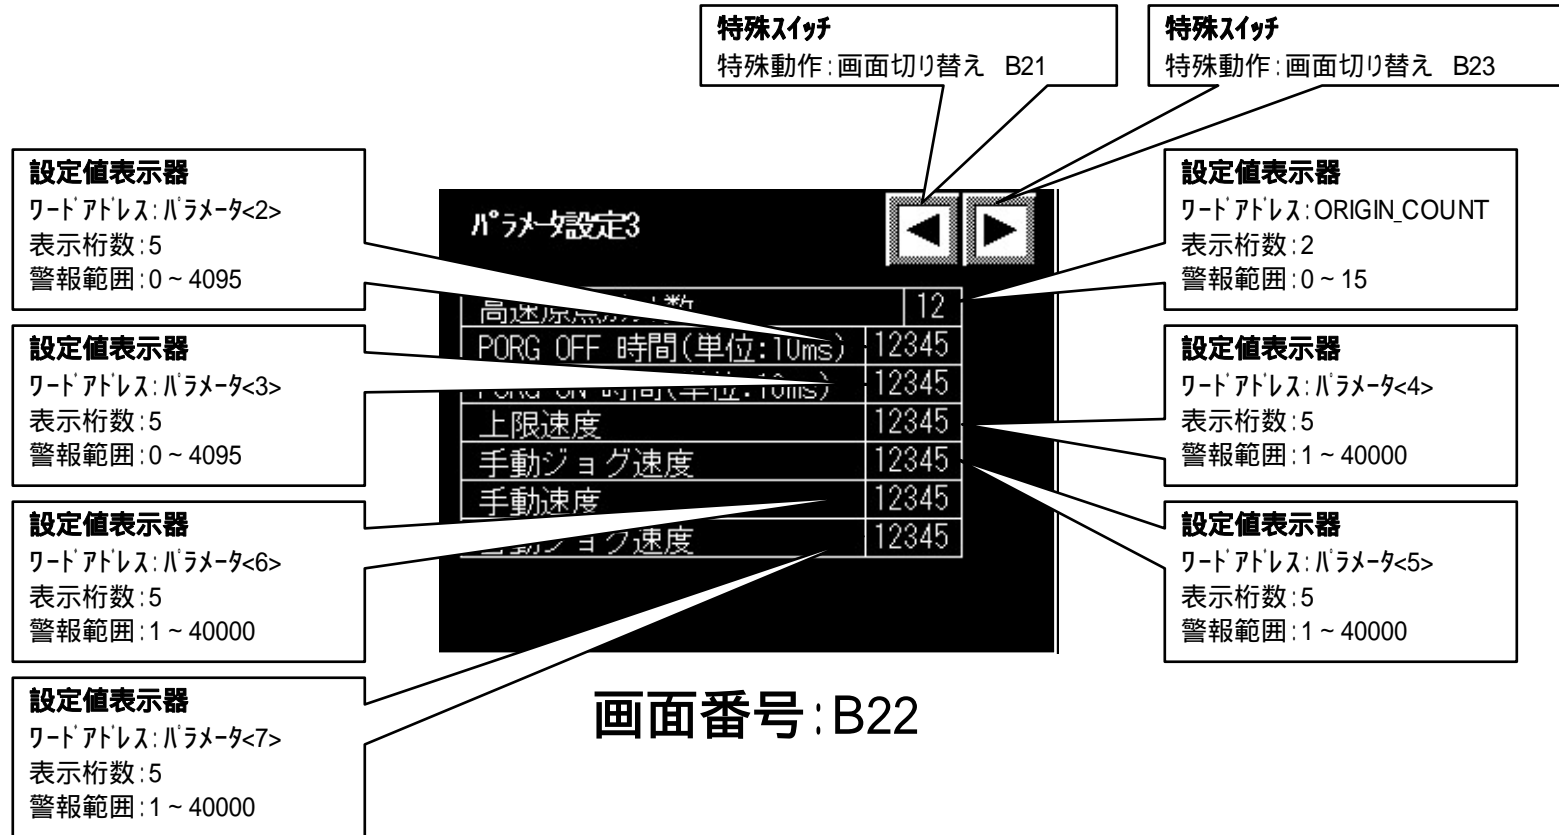 特殊ｽｲｯﾁ
特殊動作:画面切り替え B21
特殊ｽｲｯﾁ
特殊動作:画面切り替え B23
設定値表示器
ﾜｰﾄﾞｱﾄﾞﾚｽ:ﾊﾟﾗﾒｰﾀ<2>
表示桁数:5
警報範囲:0~4095
設定値表示器
ﾜｰﾄﾞｱﾄﾞﾚｽ:ﾊﾟﾗﾒｰﾀ<3>
表示桁数:5
警報範囲:0~4095
設定値表示器
ﾜｰﾄﾞｱﾄﾞﾚｽ:ﾊﾟﾗﾒｰﾀ<6>
表示桁数:5
警報範囲:1~40000
設定値表示器
ﾜｰﾄﾞｱﾄﾞﾚｽ:ﾊﾟﾗﾒｰﾀ<7>
表示桁数:5
警報範囲:1~40000
ﾊﾟﾗﾒｰﾀ設定3
12
PORG OFF 時間(単位:10ms) 12345
PORG ON 時間(単位:10ms) 12345
上限速度 12345
手動ジョグ速度 12345
手動速度 12345
ジョグ速度 12345
設定値表示器
ﾜｰﾄﾞｱﾄﾞﾚｽ:ORIGIN_COUNT
表示桁数:2
警報範囲:0~15
設定値表示器
ﾜｰﾄﾞｱﾄﾞﾚｽ:ﾊﾟﾗﾒｰﾀ<4>
表示桁数:5
警報範囲:1~40000
設定値表示器
ﾜｰﾄﾞｱﾄﾞﾚｽ:ﾊﾟﾗﾒｰﾀ<5>
表示桁数:5
警報範囲:1~40000
画面番号:B22